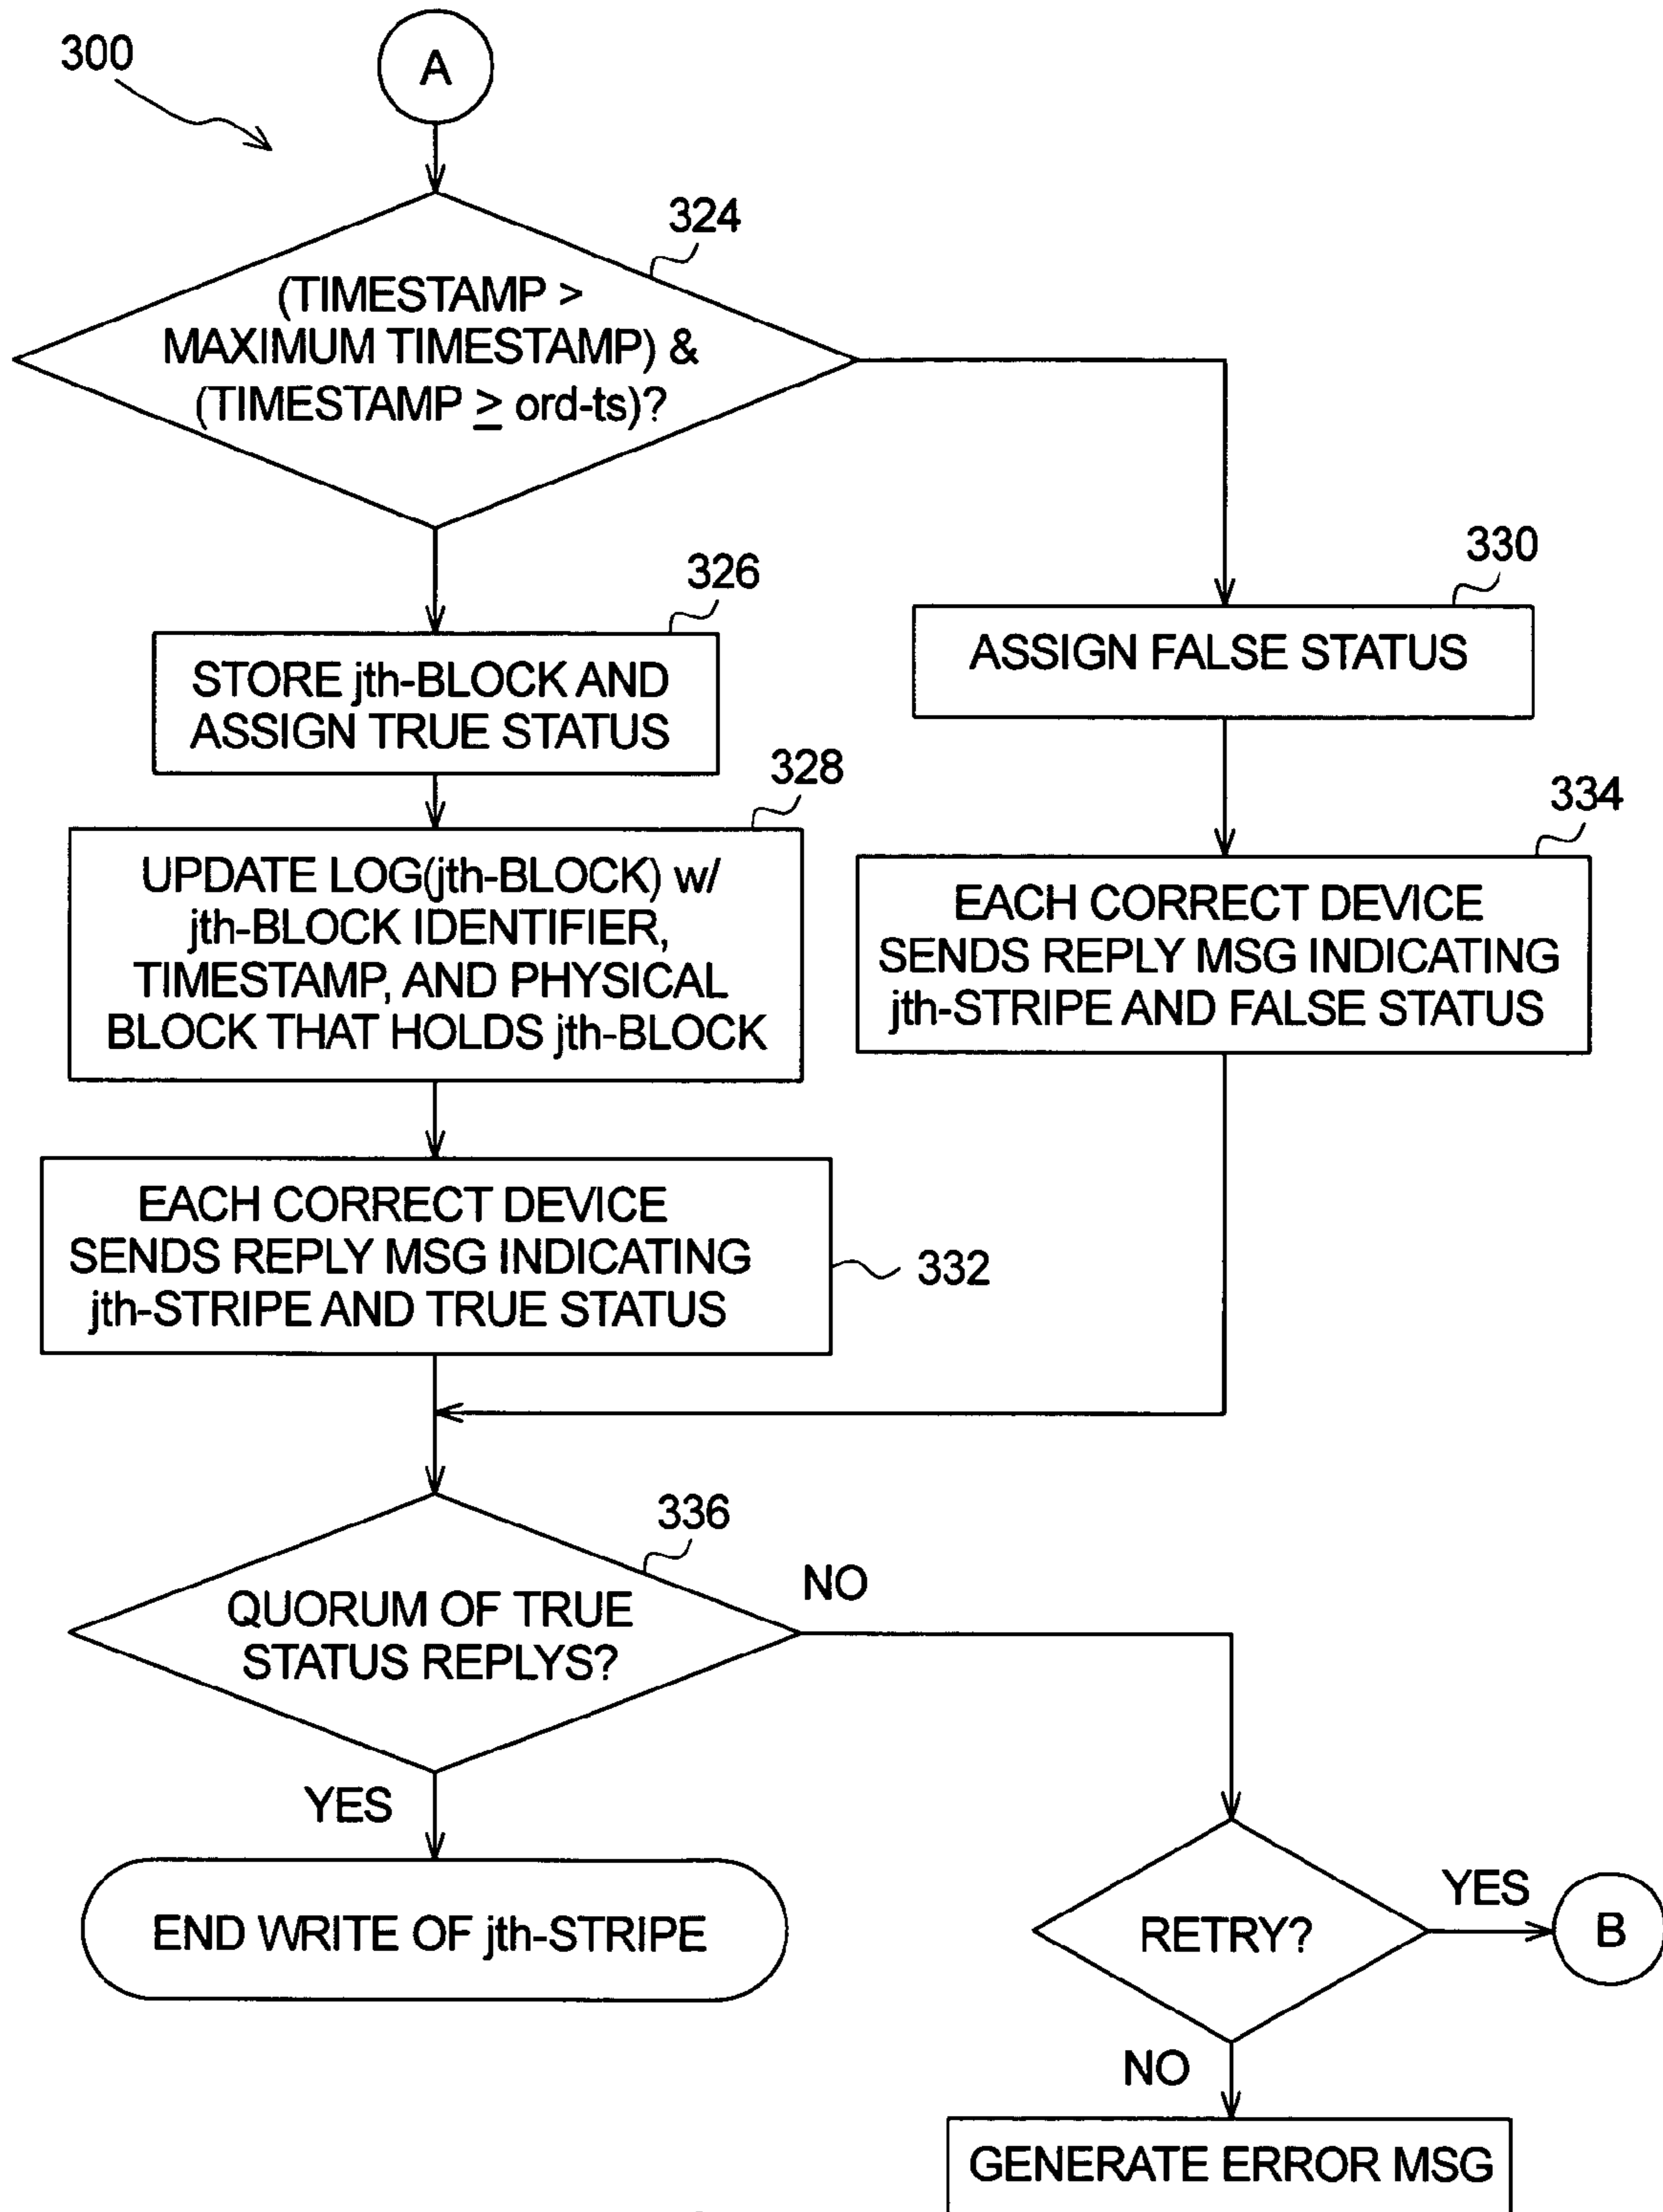 300
A
324
(TIMESTAMP >
MAXIMUM TIMESTAMP) &
(TIMESTAMP ≥ ord-ts)?
326
STORE jth-BLOCK AND
ASSIGN TRUE STATUS
330
ASSIGN FALSE STATUS
328
UPDATE LOG(jth-BLOCK) w/
jth-BLOCK IDENTIFIER,
TIMESTAMP, AND PHYSICAL
BLOCK THAT HOLDS jth-BLOCK
334
EACH CORRECT DEVICE
SENDS REPLY MSG INDICATING
jth-STRIPE AND FALSE STATUS
EACH CORRECT DEVICE
SENDS REPLY MSG INDICATING
jth-STRIPE AND TRUE STATUS
332
336
QUORUM OF TRUE
STATUS REPLYS?
NO
YES
END WRITE OF jth-STRIPE
RETRY?
YES
B
NO
GENERATE ERROR MSG